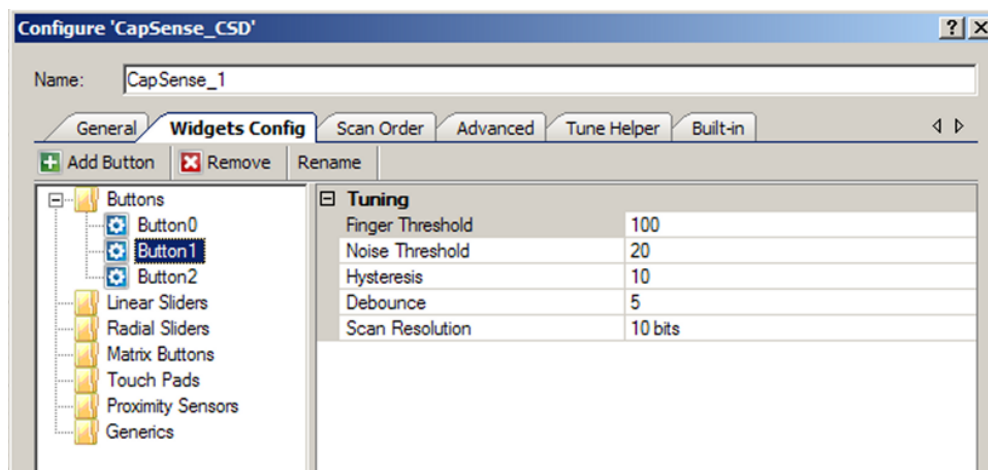 Configure 'CapSense_CSD'
Name: CapSense_1
General Widgets Config Scan Order Advanced Tune Helper Built-in
Add Button Remove Rename
Buttons
Button0
Button1
Button2
Linear Sliders
Radial Sliders
Matrix Buttons
Touch Pads
Proximity Sensors
Generics
Tuning
Finger Threshold 100
Noise Threshold 20
Hysteresis 10
Debounce 5
Scan Resolution 10 bits